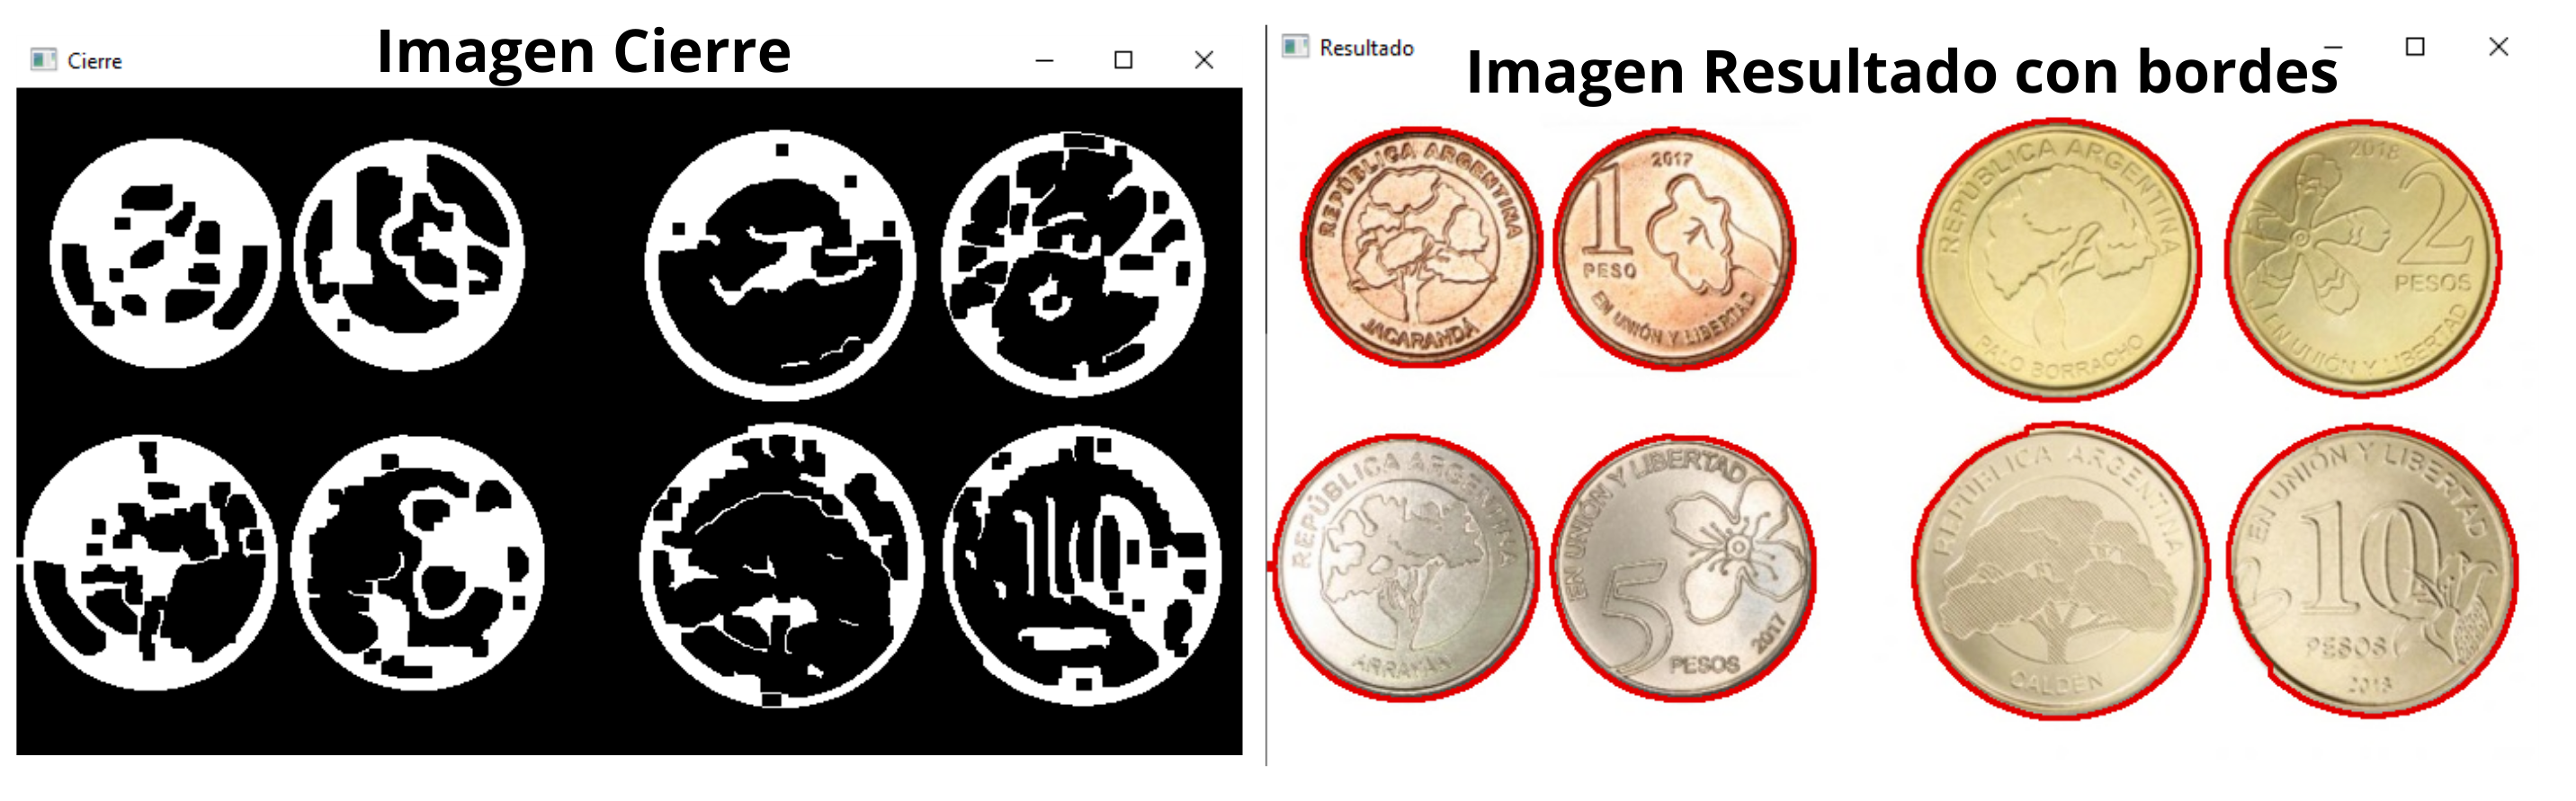 Cierre
Imagen Cierre
Resultado
Imagen Resultado con bordes
REPÚBLICA ARGENTINA
JACARANDÁ
2017
1
PESO
EN UNIÓN Y LIBERTAD
REPÚBLICA ARGENTINA
PALO BORRACHO
2018
2
PESOS
EN UNIÓN Y LIBERTAD
REPÚBLICA ARGENTINA
ARRAYÁN
EN UNIÓN Y LIBERTAD
5
PESOS
2017
REPÚBLICA ARGENTINA
CALDÉN
EN UNIÓN Y LIBERTAD
10
PESOS
2018